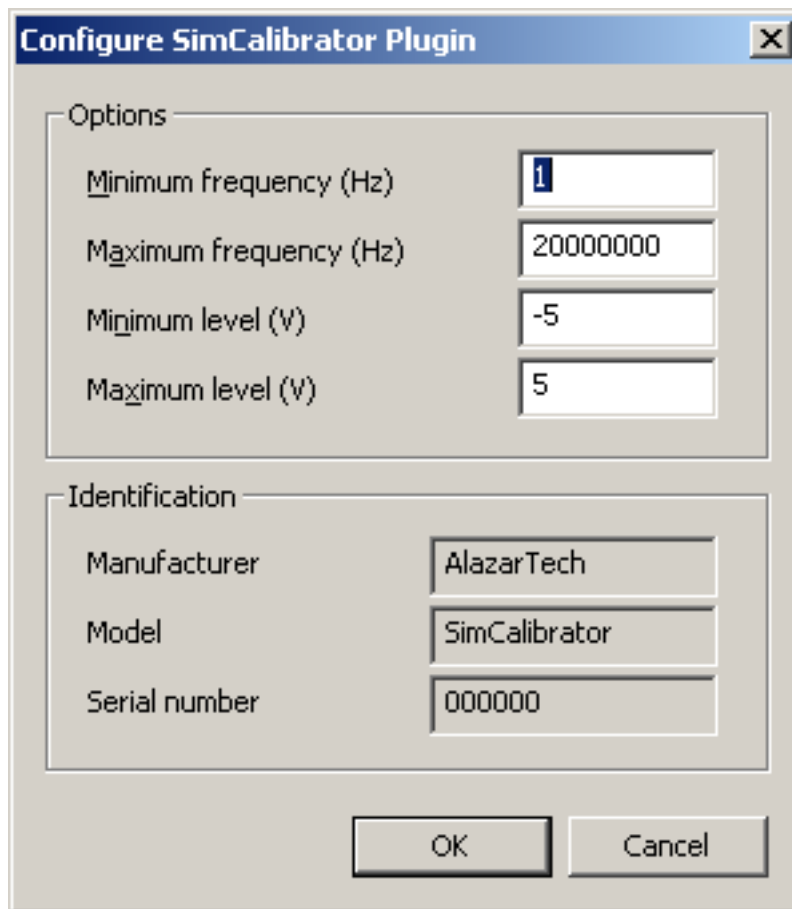 Configure SimCalibrator Plugin
Options
Minimum frequency (Hz) 1
Maximum frequency (Hz) 20000000
Minimum level (V) -5
Maximum level (V) 5
Identification
Manufacturer AlazarTech
Model SimCalibrator
Serial number 000000
OK Cancel